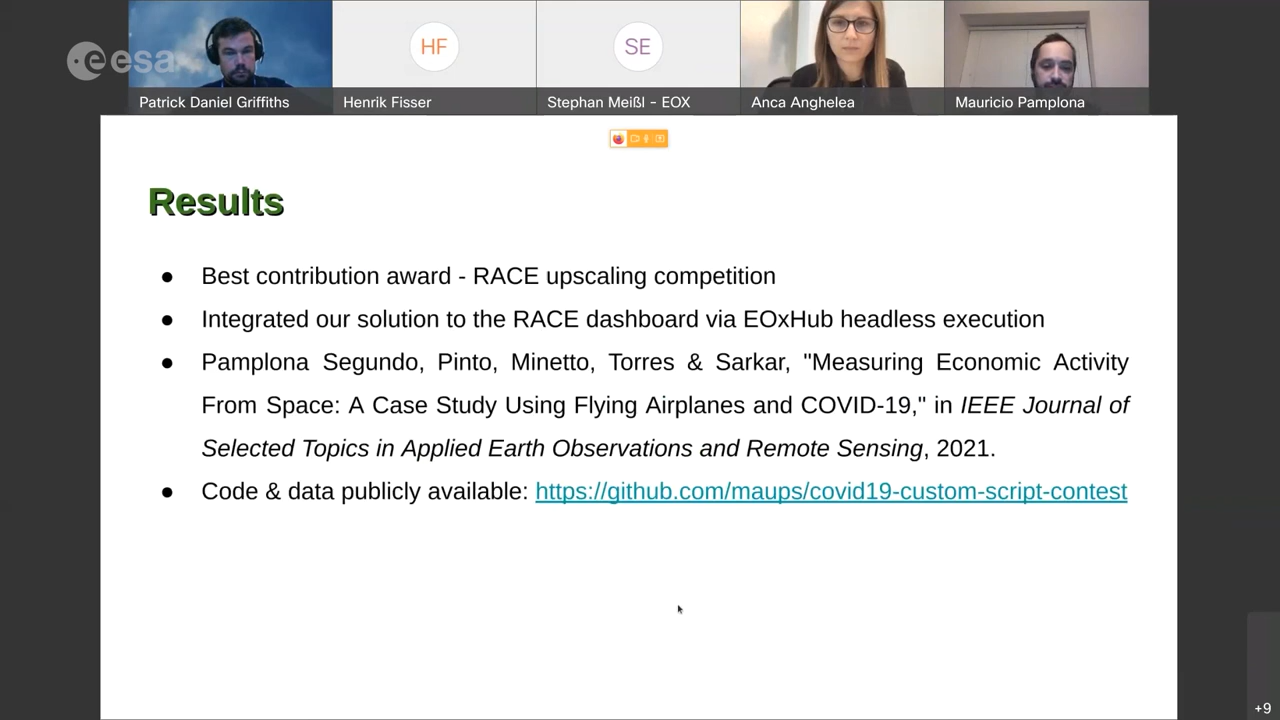 esa
HF
SE
Patrick Daniel Griffiths
Henrik Fisser
Stephan Meißl - EOX
Anca Anghelea
Mauricio Pamplona
Results
● Best contribution award - RACE upscaling competition
● Integrated our solution to the RACE dashboard via EOxHub headless execution
● Pamplona Segundo, Pinto, Minetto, Torres & Sarkar, "Measuring Economic Activity
From Space: A Case Study Using Flying Airplanes and COVID-19," in IEEE Journal of
Selected Topics in Applied Earth Observations and Remote Sensing, 2021.
● Code & data publicly available: https://github.com/maups/covid19-custom-script-contest
+9